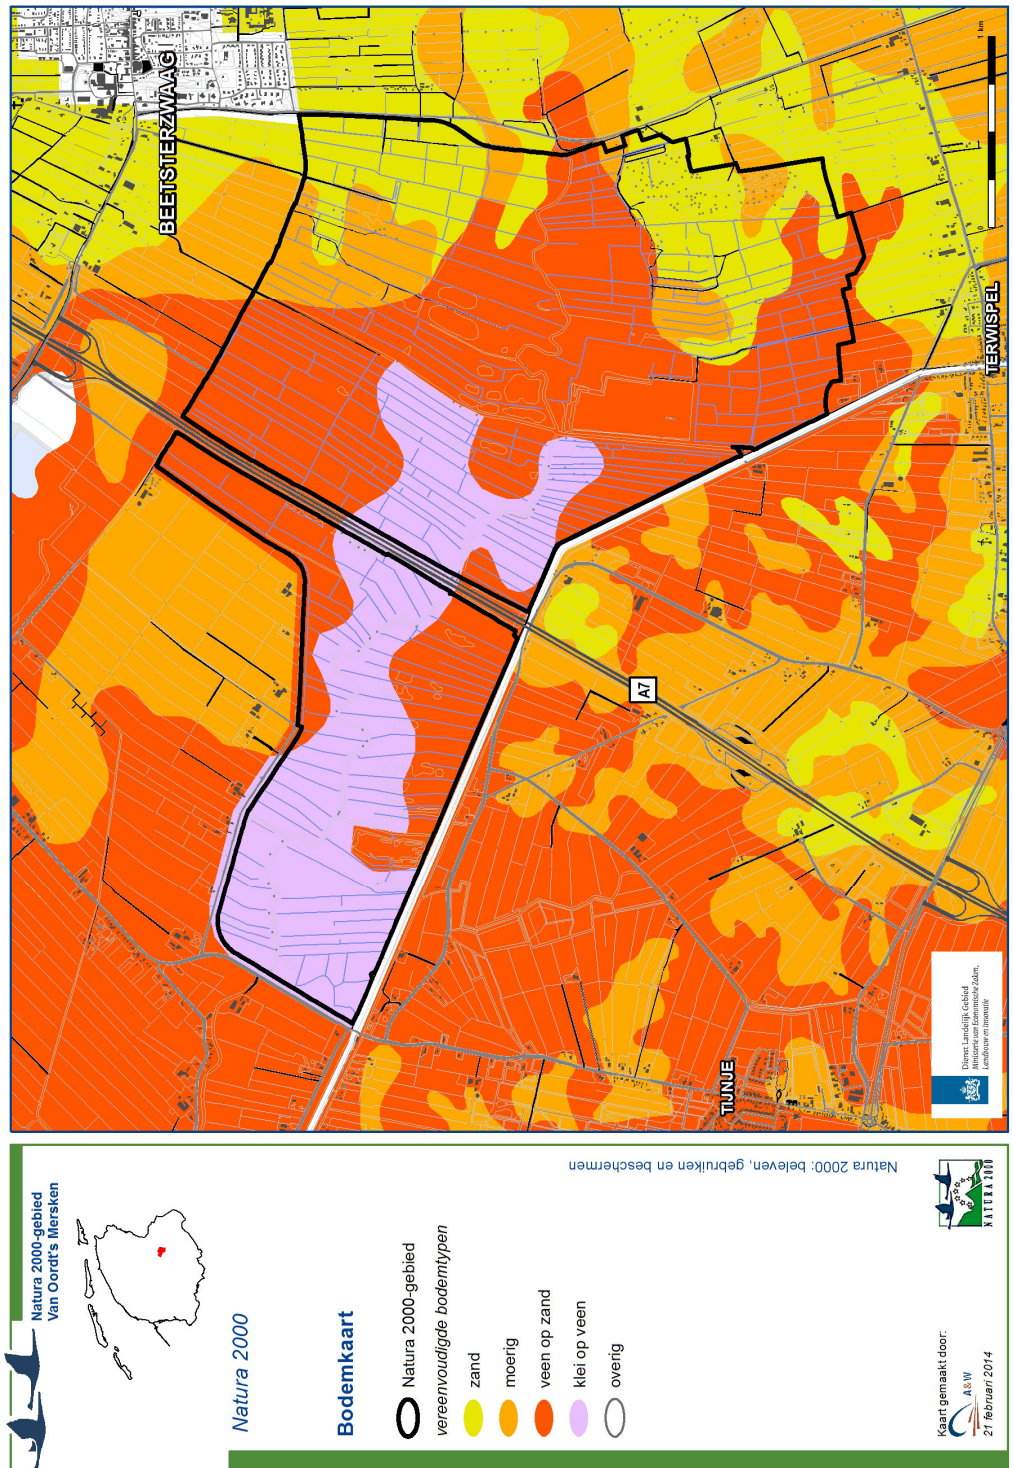 Natura 2000-gebied
Van Oordt's Mersken
Natura 2000
Bodemkaart
Natura 2000-gebied
vereenvoudigde bodemtypen
zand
moerig
veen op zand
klei op veen
overig
Natura 2000: beleven, gebruiken en beschermen
Kaart gemaakt door:
A&W
21 februari 2014
NATURA 2000
BEETSTERZWAAG
TERWISPEL
TIJNJE
A7
0
1 km
Dienst Landelijk Gebied
Ministerie van Economische Zaken,
Landbouw en Innovatie